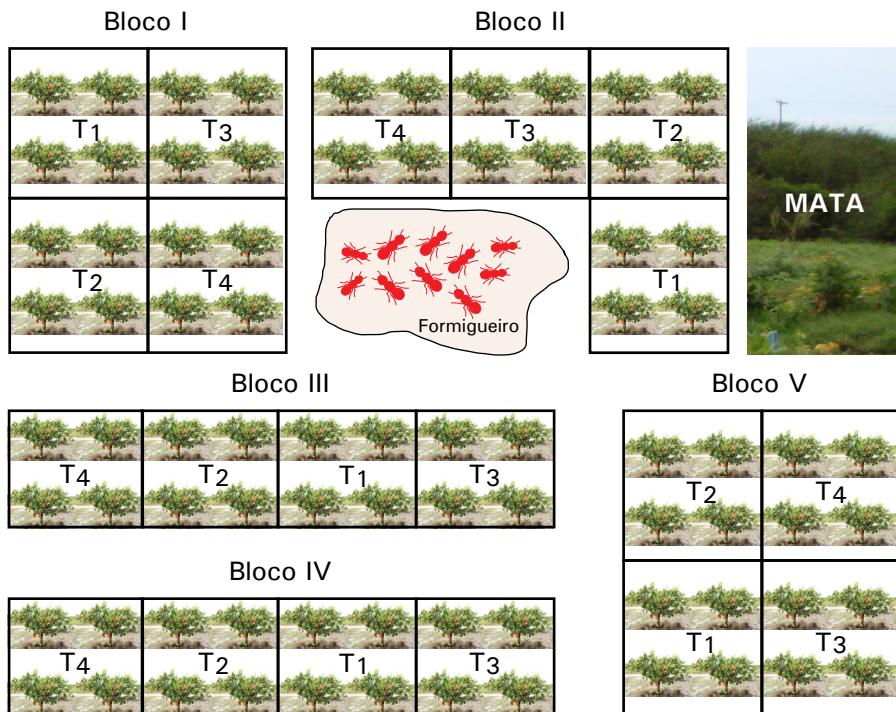 Bloco I
Bloco II
T1 T3
T4 T3 T2
MATA
T2 T4
Formigueiro
T1
Bloco III
Bloco V
T4 T2 T1 T3
T2 T4
Bloco IV
T4 T2 T1 T3
T1 T3